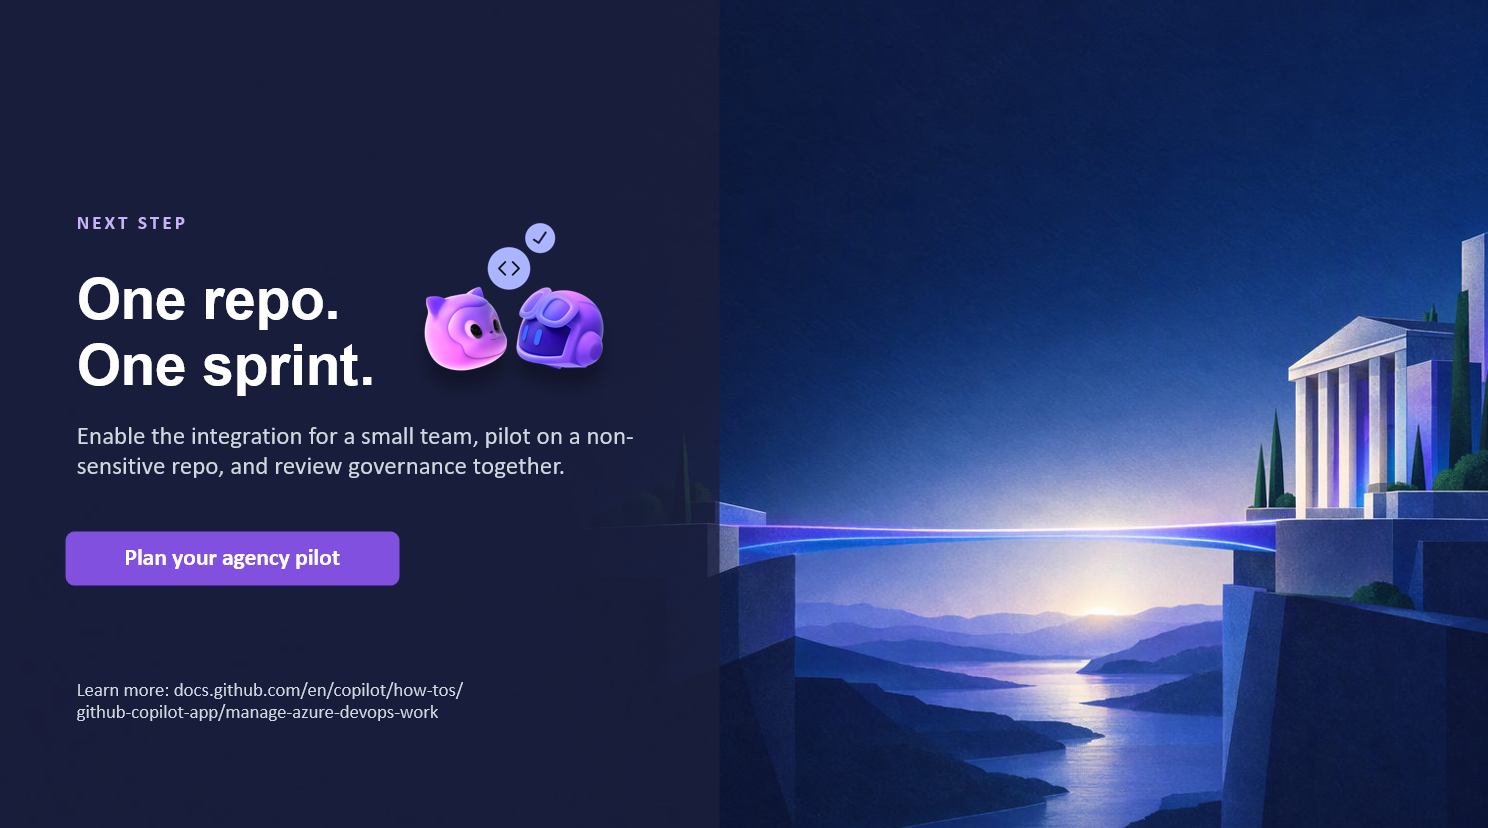 NEXT STEP
One repo.
One sprint.
Enable the integration for a small team, pilot on a non-
sensitive repo, and review governance together.
Plan your agency pilot
Learn more: docs.github.com/en/copilot/how-tos/
github-copilot-app/manage-azure-devops-work